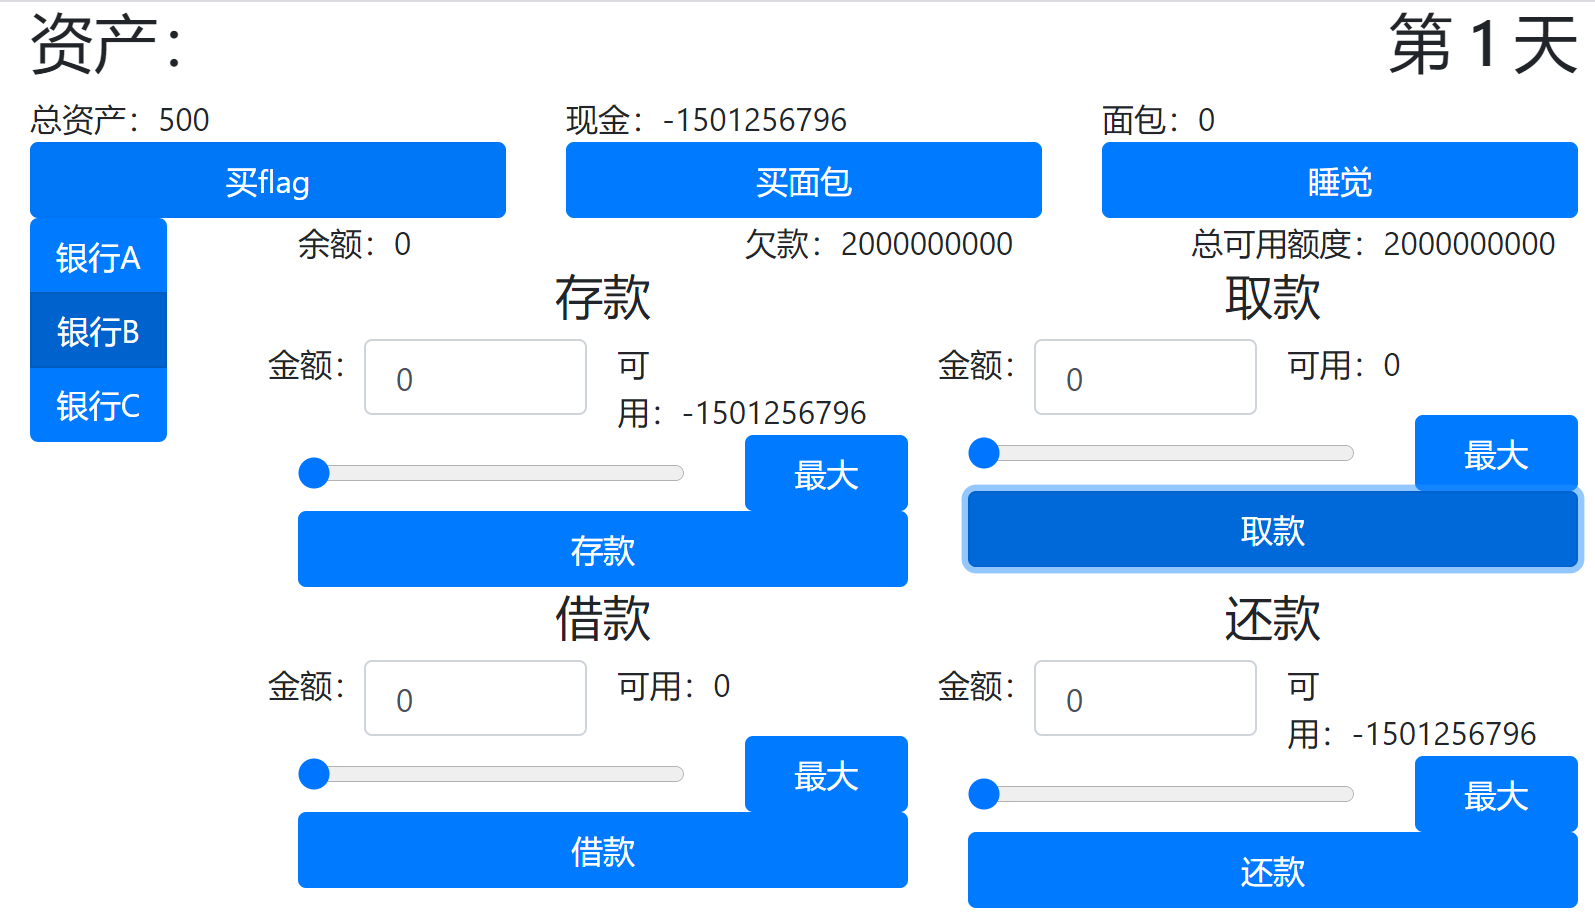 资产：
第 1 天
总资产：500
现金：-1501256796
面包：0
买flag
买面包
睡觉
银行A
银行B
银行C
余额：0
欠款：2000000000
总可用额度：2000000000
存款
金额：
0
可
用：-1501256796
最大
存款
取款
金额：
0
可用：0
最大
取款
借款
金额：
0
可用：0
最大
借款
还款
金额：
0
可
用：-1501256796
最大
还款